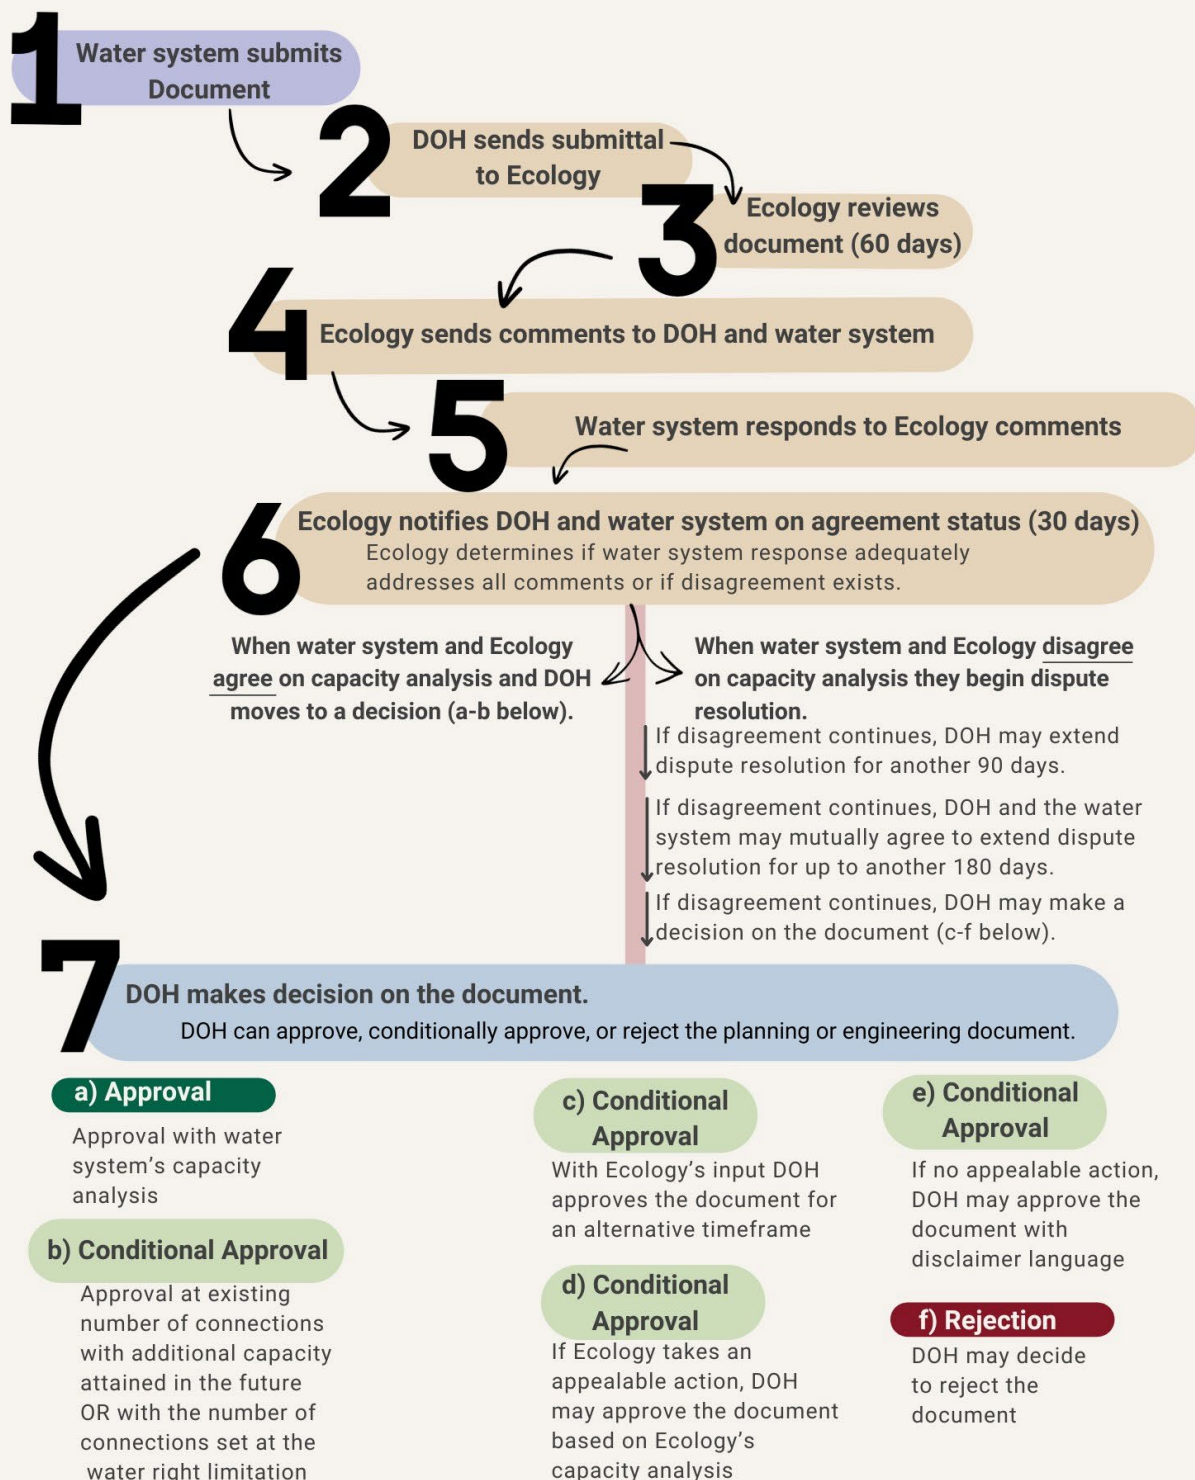 1
Water system submits
Document
2
DOH sends submittal
to Ecology
3
Ecology reviews
document (60 days)
4
Ecology sends comments to DOH and water system
5
Water system responds to Ecology comments
6
Ecology notifies DOH and water system on agreement status (30 days)
Ecology determines if water system response adequately
addresses all comments or if disagreement exists.
When water system and Ecology
agree on capacity analysis and DOH
moves to a decision (a-b below).
When water system and Ecology disagree
on capacity analysis they begin dispute
resolution.
If disagreement continues, DOH may extend
dispute resolution for another 90 days.
If disagreement continues, DOH and the water
system may mutually agree to extend dispute
resolution for up to another 180 days.
If disagreement continues, DOH may make a
decision on the document (c-f below).
7
DOH makes decision on the document.
DOH can approve, conditionally approve, or reject the planning or engineering document.
a) Approval
Approval with water
system's capacity
analysis
b) Conditional Approval
Approval at existing
number of connections
with additional capacity
attained in the future
OR with the number of
connections set at the
water right limitation
c) Conditional
Approval
With Ecology's input DOH
approves the document for
an alternative timeframe
d) Conditional
Approval
If Ecology takes an
appealable action, DOH
may approve the document
based on Ecology's
capacity analysis
e) Conditional
Approval
If no appealable action,
DOH may approve the
document with
disclaimer language
f) Rejection
DOH may decide
to reject the
document